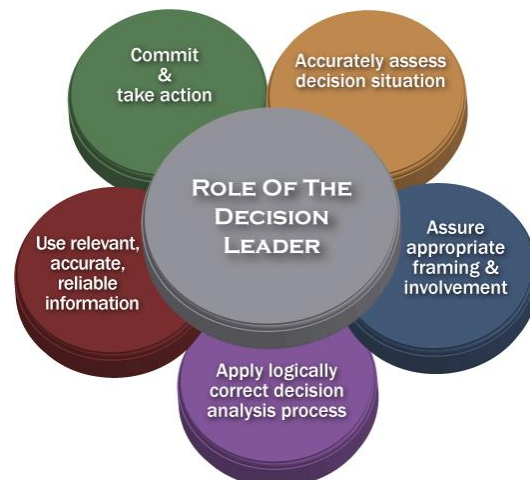 Commit
&
take action
Accurately assess
decision situation
ROLE OF THE
DECISION
LEADER
Use relevant,
accurate,
reliable
information
Assure
appropriate
framing &
involvement
Apply logically
correct decision
analysis process